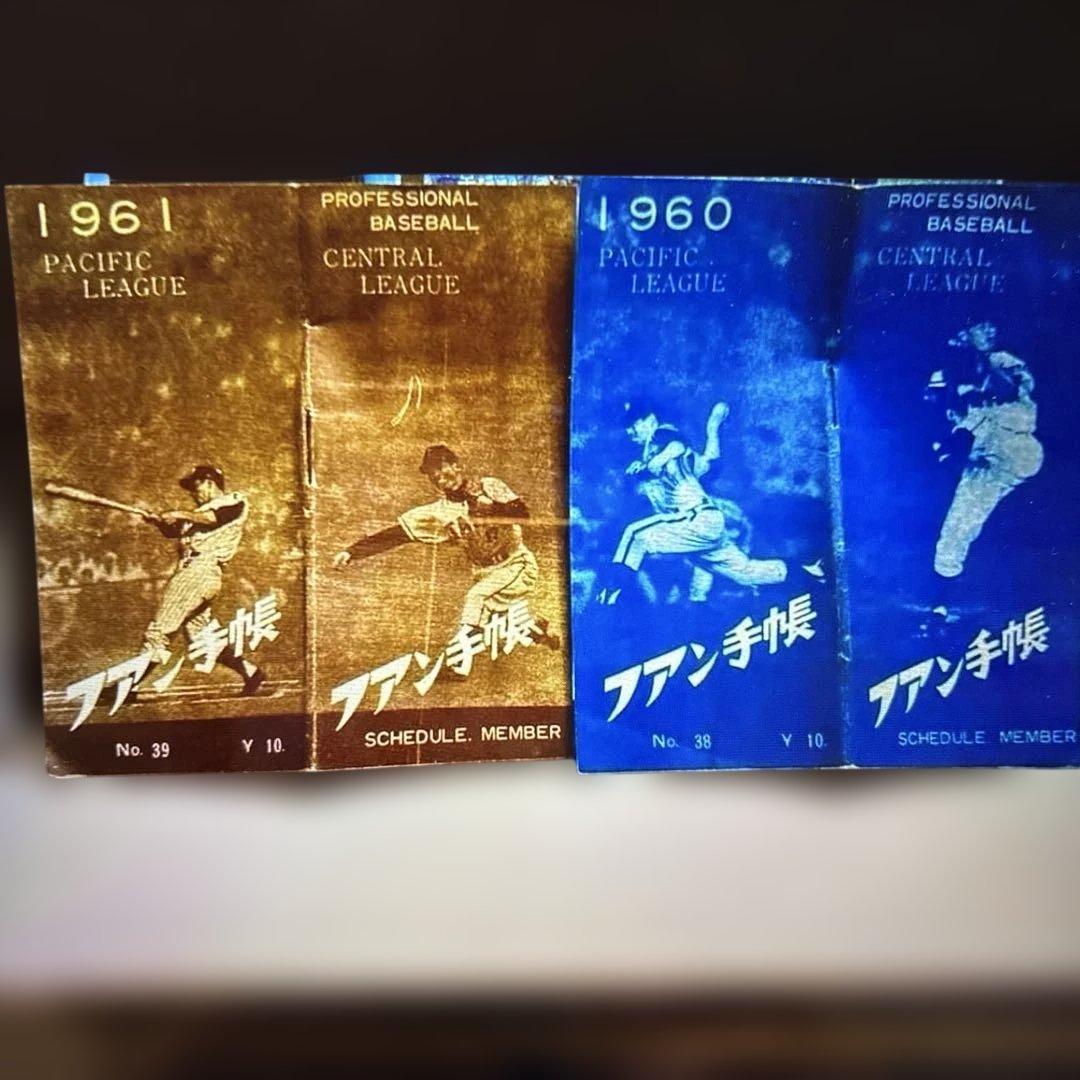 1961
PACIFIC
LEAGUE
フアン手帳
No. 39 Y 10.
PROFESSIONAL
BASEBALL
CENTRAL
LEAGUE
フアン手帳
SCHEDULE. MEMBER
1960
PACIFIC
LEAGUE
フアン手帳
No. 38 Y 10.
PROFESSIONAL
BASEBALL
CENTRAL
LEAGUE
フアン手帳
SCHEDULE MEMBER